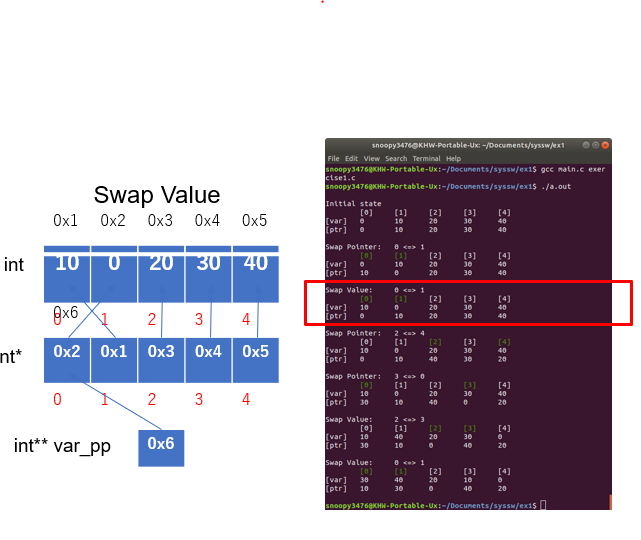 Swap Value
0x1 0x2 0x3 0x4 0x5
int 10 0 20 30 40
0x6
0 1 2 3 4
nt* 0x2 0x1 0x3 0x4 0x5
0 1 2 3 4
int** var_pp 0x6
snoopy3476@KHW-Portable-Ux: ~/Documents/syssw/ex1
File Edit View Search Terminal Help
snoopy3476@KHW-Portable-Ux:~/Documents/syssw/ex1$ gcc main.c exer
cise1.c
snoopy3476@KHW-Portable-Ux:~/Documents/syssw/ex1$ ./a.out
Initial state
[0] [1] [2] [3] [4]
[var] 0 10 20 30 40
[ptr] 0 10 20 30 40
Swap Pointer: 0 <=> 1
[0] [1] [2] [3] [4]
[var] 0 10 20 30 40
[ptr] 10 0 20 30 40
Swap Value: 0 <=> 1
[0] [1] [2] [3] [4]
[var] 10 0 20 30 40
[ptr] 0 10 20 30 40
Swap Pointer: 2 <=> 4
[0] [1] [2] [3] [4]
[var] 10 0 20 30 40
[ptr] 0 10 40 30 20
Swap Pointer: 3 <=> 0
[0] [1] [2] [3] [4]
[var] 10 0 20 30 40
[ptr] 30 10 40 0 20
Swap Value: 2 <=> 3
[0] [1] [2] [3] [4]
[var] 10 40 20 30 0
[ptr] 30 10 0 40 20
Swap Value: 0 <=> 1
[0] [1] [2] [3] [4]
[var] 30 40 20 10 0
[ptr] 10 30 0 40 20
snoopy3476@KHW-Portable-Ux:~/Documents/syssw/ex1$